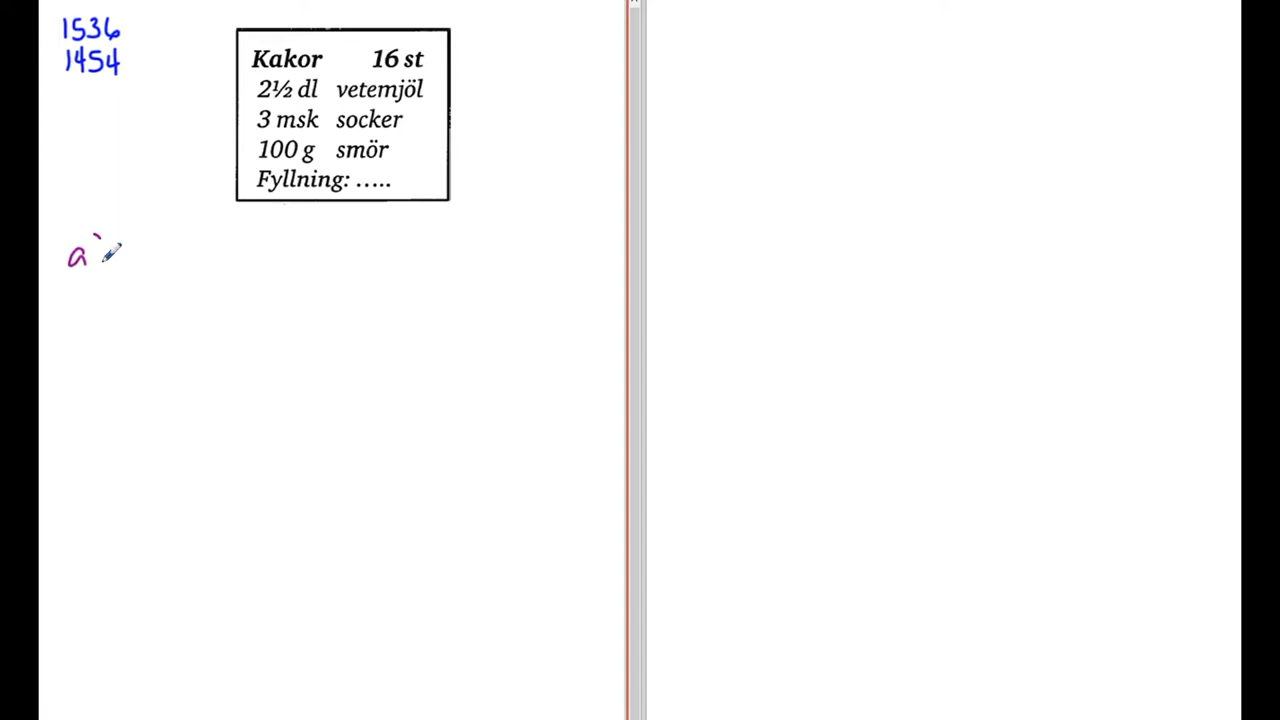 1536
1454
Kakor 16 st
2½ dl vetemjöl
3 msk socker
100 g smör
Fyllning: .....
a)